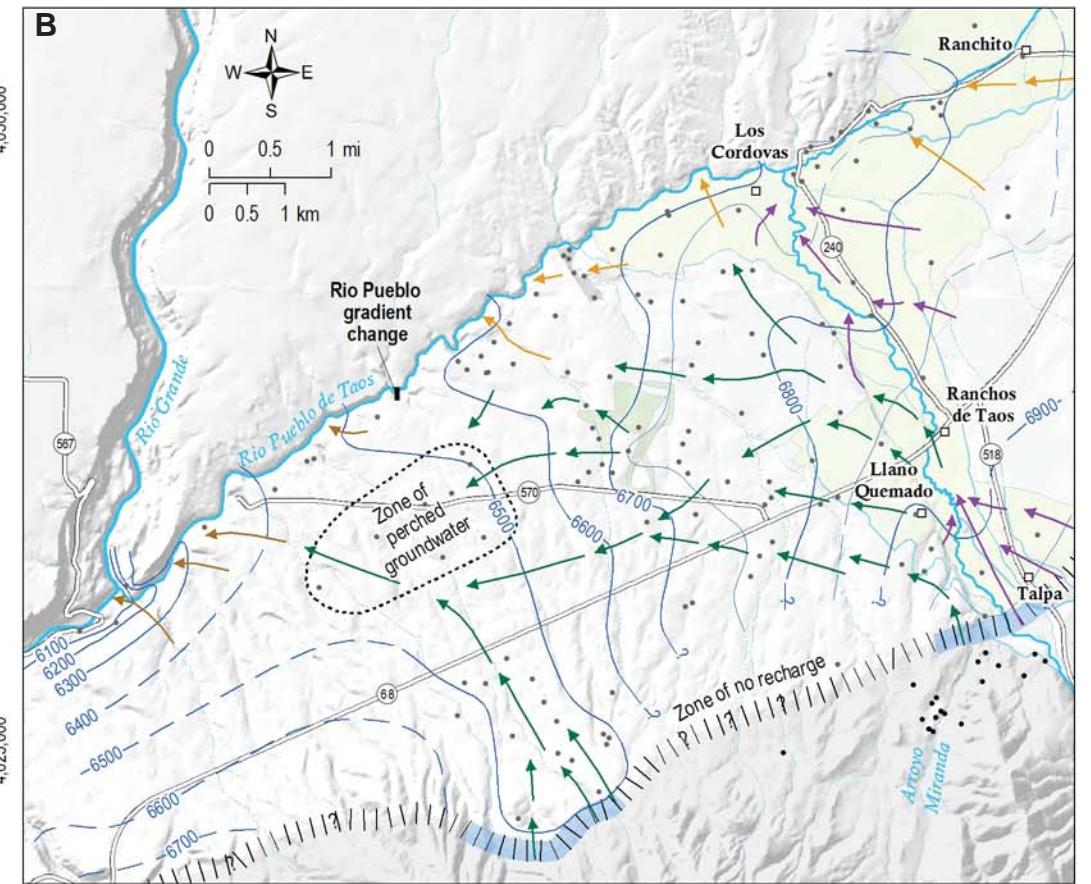 B
N
W E
S
0 0.5 1 mi
0 0.5 1 km
Ranchito
Los
Cordovas
240
Rio Pueblo
gradient
change
Rio Grande
Rio Pueblo de Taos
567
6800
Ranchos
de Taos
6900
518
Llano
Quemado
Zone of
perched
groundwater
570
6500
6600
6700
?
?
?
?
Talpa
6100
6200
6300
6400
6500
6600
6700
68
Zone of no recharge
?
?
?
?
?
Arroyo
Miranda